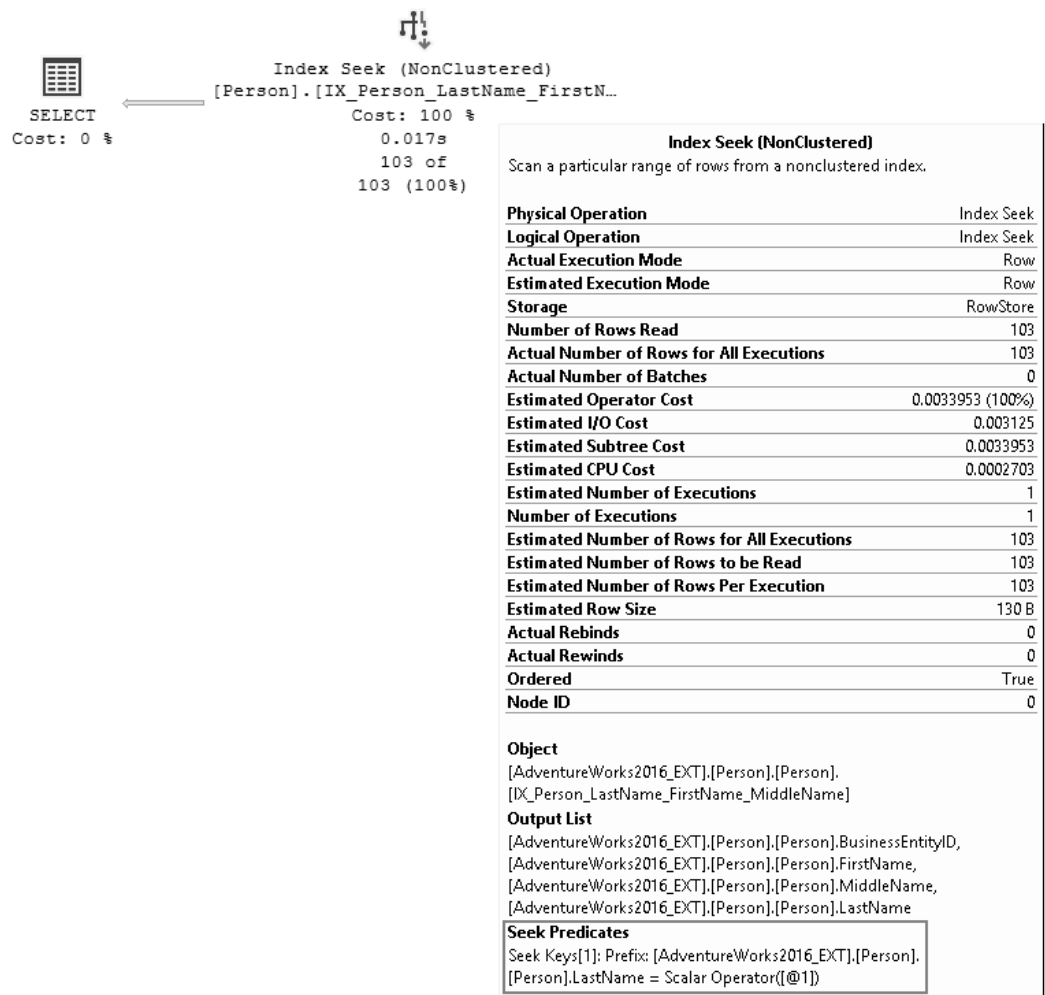 Index Seek (NonClustered)
[Person].[IX_Person_LastName_FirstN…
Cost: 100 %
0.017s
103 of
103 (100%)
SELECT
Cost: 0 %
Index Seek (NonClustered)
Scan a particular range of rows from a nonclustered index.
Physical Operation Index Seek
Logical Operation Index Seek
Actual Execution Mode Row
Estimated Execution Mode Row
Storage RowStore
Number of Rows Read 103
Actual Number of Rows for All Executions 103
Actual Number of Batches 0
Estimated Operator Cost 0.0033953 (100%)
Estimated I/O Cost 0.003125
Estimated Subtree Cost 0.0033953
Estimated CPU Cost 0.0002703
Estimated Number of Executions 1
Number of Executions 1
Estimated Number of Rows for All Executions 103
Estimated Number of Rows to be Read 103
Estimated Number of Rows Per Execution 103
Estimated Row Size 130 B
Actual Rebinds 0
Actual Rewinds 0
Ordered True
Node ID 0
Object
[AdventureWorks2016_EXT].[Person].[Person].
[IX_Person_LastName_FirstName_MiddleName]
Output List
[AdventureWorks2016_EXT].[Person].[Person].BusinessEntityID,
[AdventureWorks2016_EXT].[Person].[Person].FirstName,
[AdventureWorks2016_EXT].[Person].[Person].MiddleName,
[AdventureWorks2016_EXT].[Person].[Person].LastName
Seek Predicates
Seek Keys[1]: Prefix: [AdventureWorks2016_EXT].[Person].
[Person].LastName = Scalar Operator([@1])